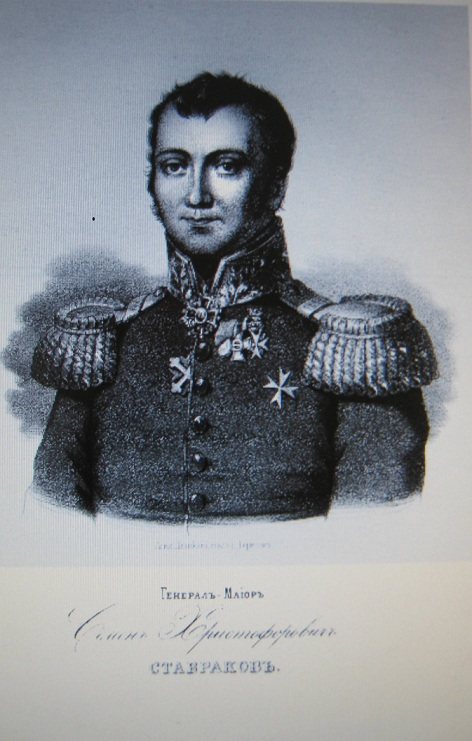 Генералъ-Маіоръ
Семенъ Христофоровичъ
СТАВРАКОВЪ.